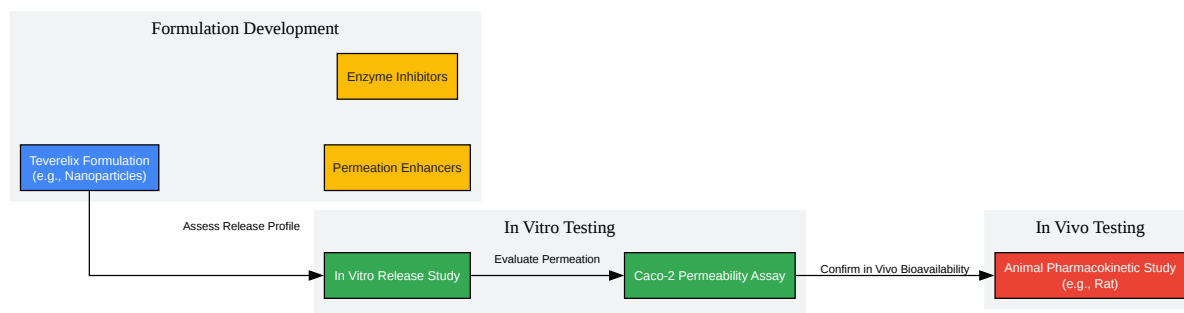 Formulation Development
Enzyme Inhibitors
Teverelix Formulation
(e.g., Nanoparticles)
Permeation Enhancers
Assess Release Profile
In Vitro Testing
In Vivo Testing
In Vitro Release Study
Evaluate Permeation
Caco-2 Permeability Assay
Confirm in Vivo Bioavailability
Animal Pharmacokinetic Study
(e.g., Rat)